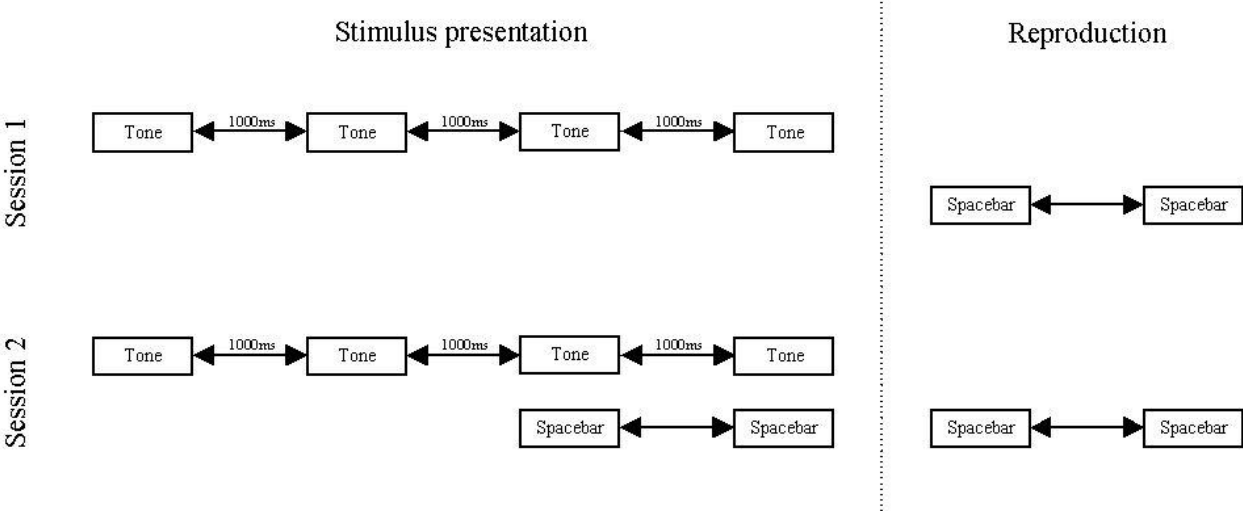 Stimulus presentation
Reproduction
Session 1
Tone 1000ms Tone 1000ms Tone 1000ms Tone
Spacebar Spacebar
Session 2
Tone 1000ms Tone 1000ms Tone 1000ms Tone
Spacebar Spacebar
Spacebar Spacebar